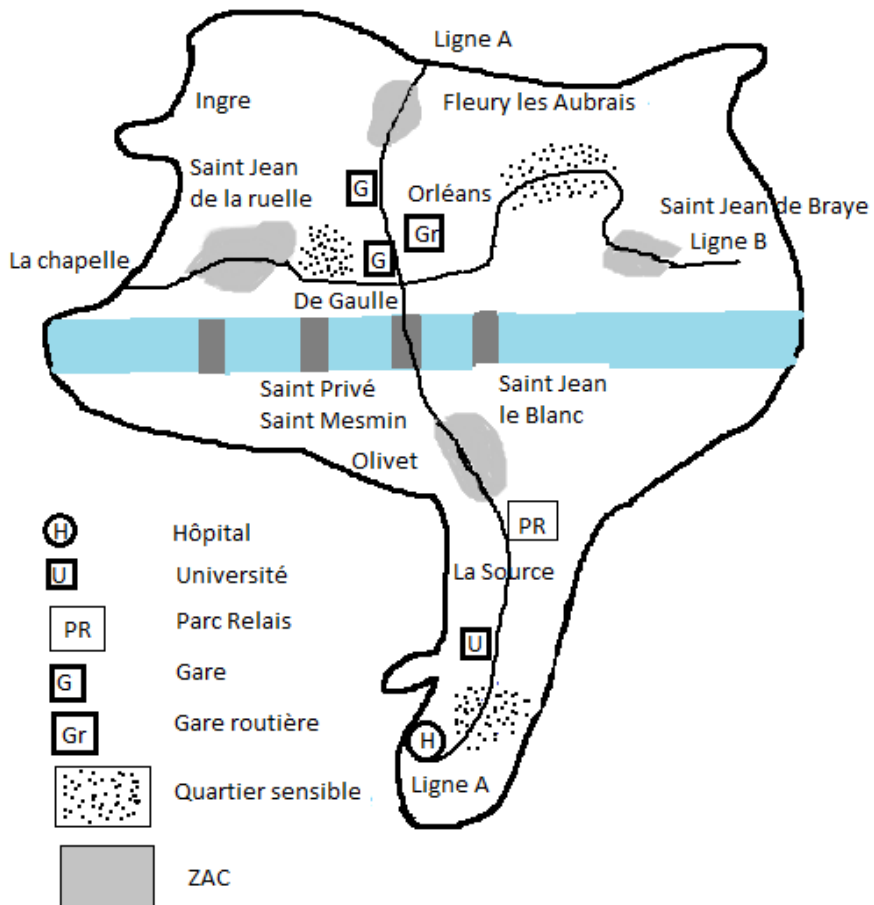 Ligne A
Ingre
Fleury les Aubrais
Saint Jean
de la ruelle
G
Orléans
Gr
Saint Jean de Braye
Ligne B
La chapelle
G
De Gaulle
Saint Privé
Saint Mesmin
Saint Jean
le Blanc
Olivet
PR
La Source
U
H
Ligne A
H Hôpital
U Université
PR Parc Relais
G Gare
Gr Gare routière
Quartier sensible
ZAC